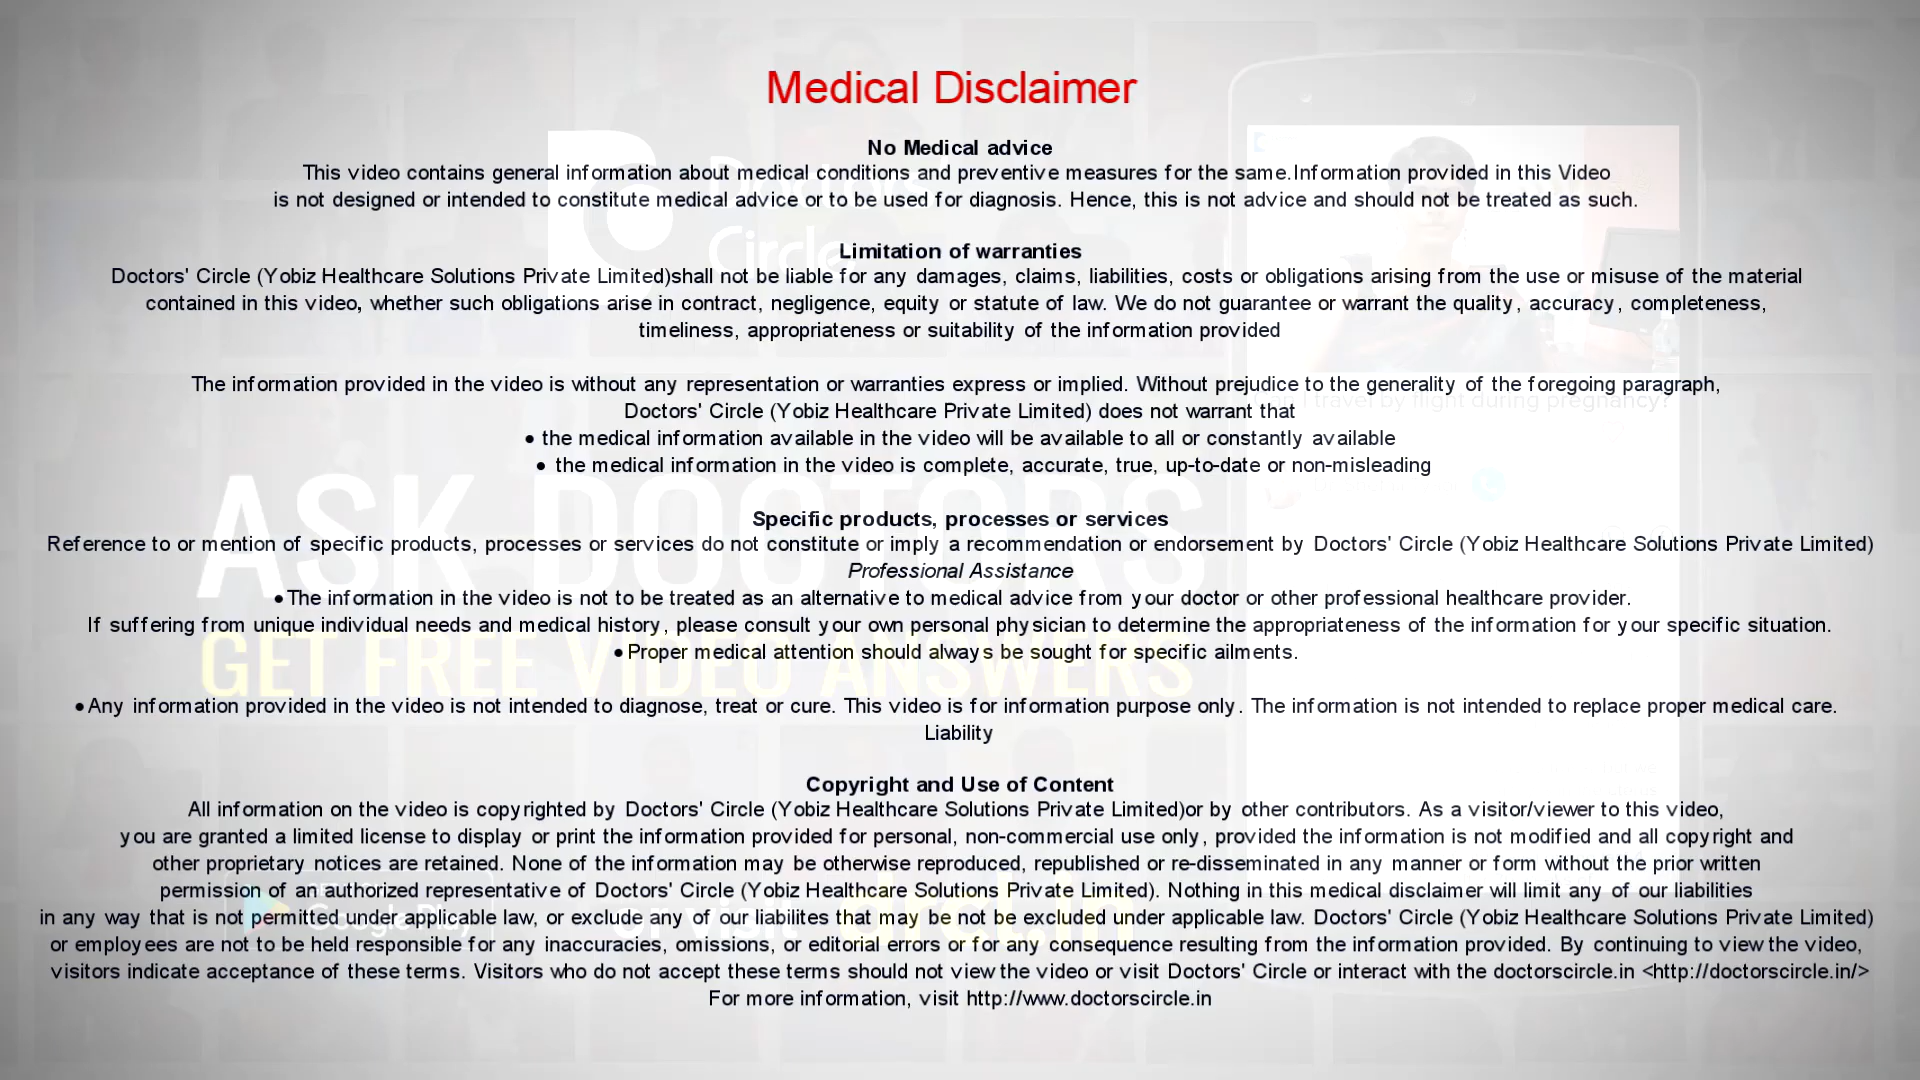 Medical Disclaimer
No Medical advice
This video contains general information about medical conditions and preventive measures for the same.Information provided in this Video
is not designed or intended to constitute medical advice or to be used for diagnosis. Hence, this is not advice and should not be treated as such.
Doctors'
Circle
Limitation of warranties
Doctors' Circle (Yobiz Healthcare Solutions Private Limited)shall not be liable for any damages, claims, liabilities, costs or obligations arising from the use or misuse of the material
contained in this video, whether such obligations arise in contract, negligence, equity or statute of law. We do not guarantee or warrant the quality, accuracy, completeness,
timeliness, appropriateness or suitability of the information provided
The information provided in the video is without any representation or warranties express or implied. Without prejudice to the generality of the foregoing paragraph,
Can I travel by flight during pregnancy?
Doctors' Circle (Yobiz Healthcare Private Limited) does not warrant that
• the medical information available in the video will be available to all or constantly available
• the medical information in the video is complete, accurate, true, up-to-date or non-misleading
ASK DOCTORS
Specific products, processes or services
Reference to or mention of specific products, processes or services do not constitute or imply a recommendation or endorsement by Doctors' Circle (Yobiz Healthcare Solutions Private Limited)
Professional Assistance
•The information in the video is not to be treated as an alternative to medical advice from your doctor or other professional healthcare provider.
If suffering from unique individual needs and medical history, please consult your own personal physician to determine the appropriateness of the information for your specific situation.
•Proper medical attention should always be sought for specific ailments.
GET FREE VIDEO ANSWERS
•Any information provided in the video is not intended to diagnose, treat or cure. This video is for information purpose only. The information is not intended to replace proper medical care.
Liability
Copyright and Use of Content
All information on the video is copyrighted by Doctors' Circle (Yobiz Healthcare Solutions Private Limited)or by other contributors. As a visitor/viewer to this video,
you are granted a limited license to display or print the information provided for personal, non-commercial use only, provided the information is not modified and all copyright and
other proprietary notices are retained. None of the information may be otherwise reproduced, republished or re-disseminated in any manner or form without the prior written
permission of an authorized representative of Doctors' Circle (Yobiz Healthcare Solutions Private Limited). Nothing in this medical disclaimer will limit any of our liabilities
in any way that is not permitted under applicable law, or exclude any of our liabilites that may be not be excluded under applicable law. Doctors' Circle (Yobiz Healthcare Solutions Private Limited)
Google Play
or visit drcl.in
or employees are not to be held responsible for any inaccuracies, omissions, or editorial errors or for any consequence resulting from the information provided. By continuing to view the video,
visitors indicate acceptance of these terms. Visitors who do not accept these terms should not view the video or visit Doctors' Circle or interact with the doctorscircle.in <http://doctorscircle.in/>
For more information, visit http://www.doctorscircle.in